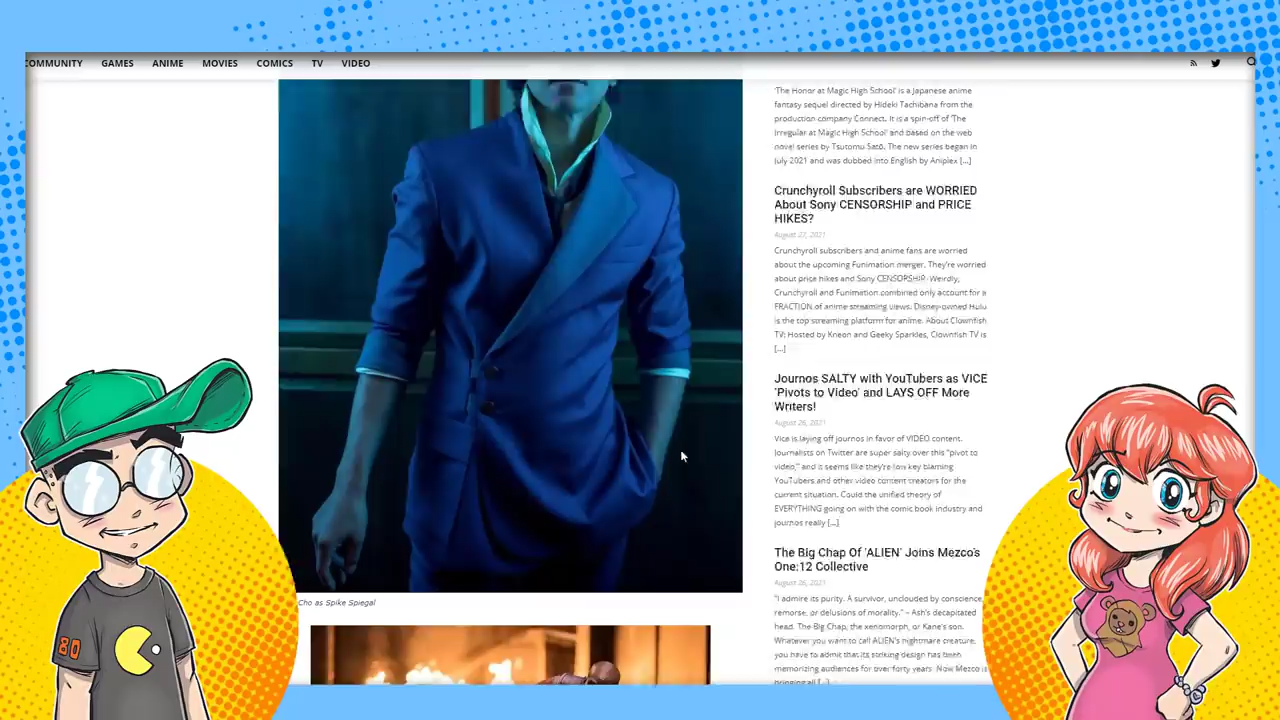 OMMUNITY GAMES ANIME MOVIES COMICS TV VIDEO
'The Honor at Magic High School' is a Japanese anime
fantasy sequel directed by Hideki Tachibana from the
production company Connect. It is a spin-off of 'The
Irregular at Magic High School' and based on the web
novel series by Tsutomu Satō. The new series began in
July 2021 and was dubbed into English by Aniplex [...]
Crunchyroll Subscribers are WORRIED
About Sony CENSORSHIP and PRICE
HIKES?
August 27, 2021
Crunchyroll subscribers and anime fans are worried
about the upcoming Funimation merger. They're worried
about price hikes and Sony CENSORSHIP. Weirdly,
Crunchyroll and Funimation combined only account for a
FRACTION of anime streaming views. Disney-owned Hulu
is the top streaming platform for anime. About Clownfish
TV: Hosted by Kneon and Geeky Sparkles, Clownfish TV is
[...]
Journos SALTY with YouTubers as VICE
'Pivots to Video' and LAYS OFF More
Writers!
August 26, 2021
Vice is laying off journos in favor of VIDEO content.
Journalists on Twitter are super salty over this "pivot to
video," and it seems like they're low key blaming
YouTubers and other video content creators for the
current situation. Could the unified theory of
EVERYTHING going on with the comic book industry and
journos really [...]
The Big Chap Of 'ALIEN' Joins Mezco's
One:12 Collective
August 26, 2021
"I admire its purity. A survivor, unclouded by conscience,
remorse, or delusions of morality." – Ash's decapitated
head. The Big Chap, the xenomorph, or Kane's son.
Whatever you want to call ALIEN's nightmare creature,
you have to admit that its striking design has been
memorizing audiences for over forty years. Now Mezco is
bringing all [...]
Cho as Spike Spiegal
80